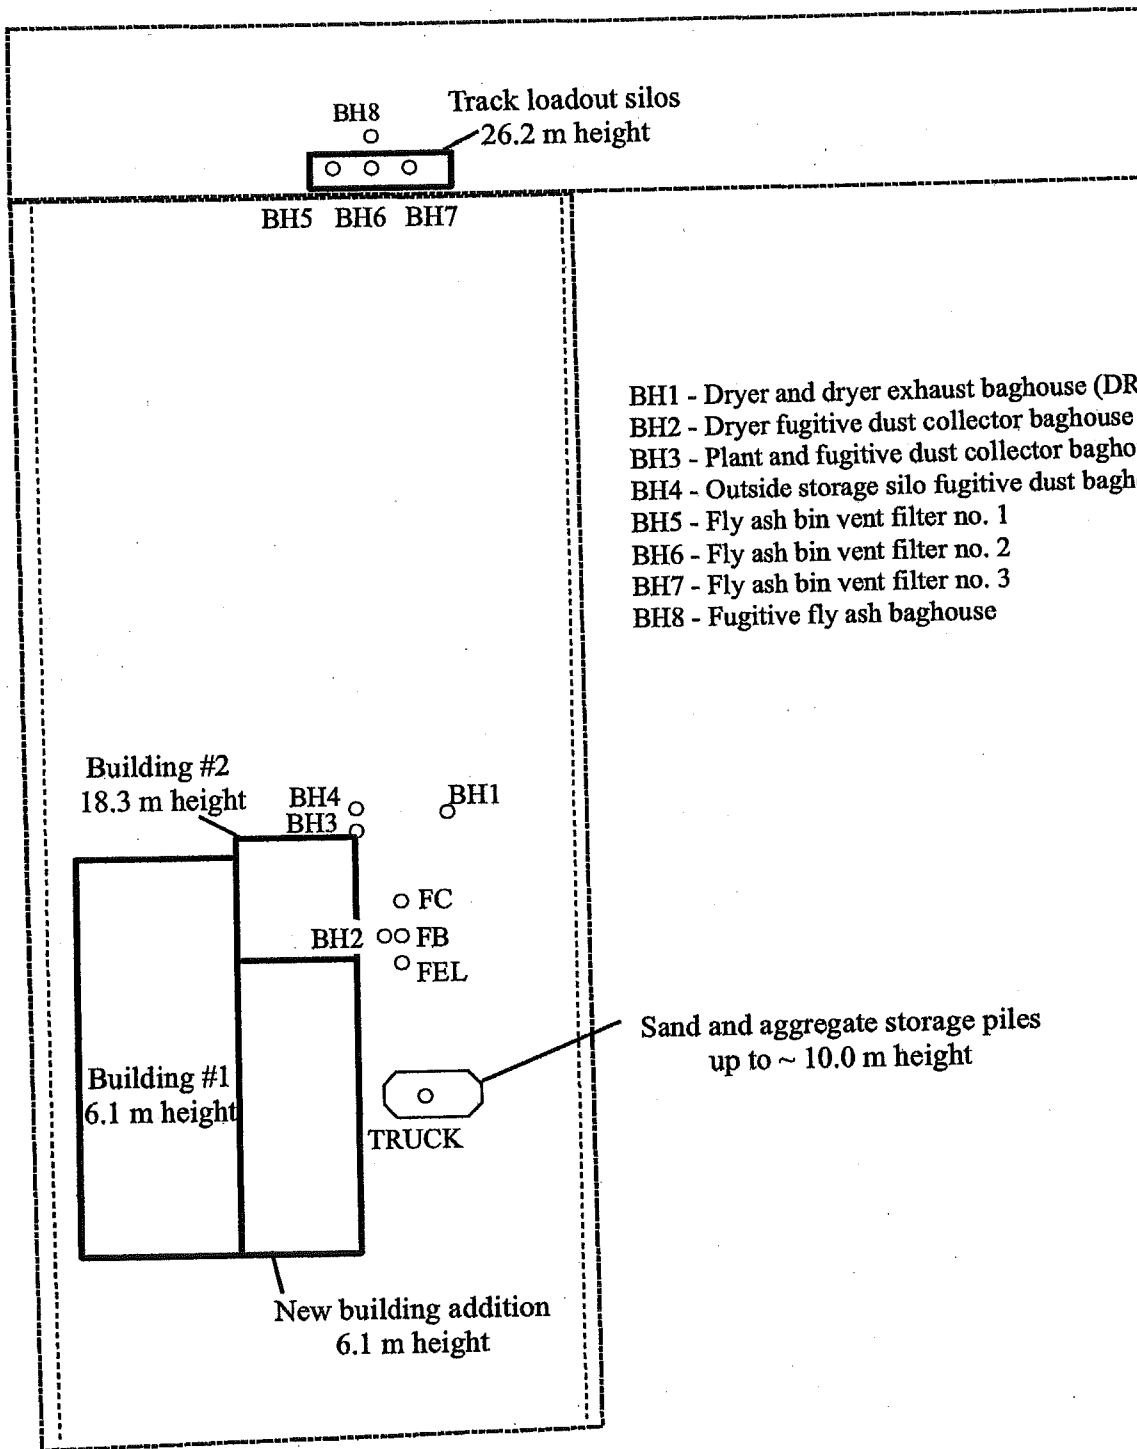 BH8
Track loadout silos
26.2 m height
BH5 BH6 BH7
BH1 - Dryer and dryer exhaust baghouse (DR
BH2 - Dryer fugitive dust collector baghouse
BH3 - Plant and fugitive dust collector bagho
BH4 - Outside storage silo fugitive dust bagh
BH5 - Fly ash bin vent filter no. 1
BH6 - Fly ash bin vent filter no. 2
BH7 - Fly ash bin vent filter no. 3
BH8 - Fugitive fly ash baghouse
Building #2
18.3 m height
BH4
BH3
BH1
FC
BH2
FB
FEL
Sand and aggregate storage piles
up to ~ 10.0 m height
Building #1
6.1 m height
TRUCK
New building addition
6.1 m height